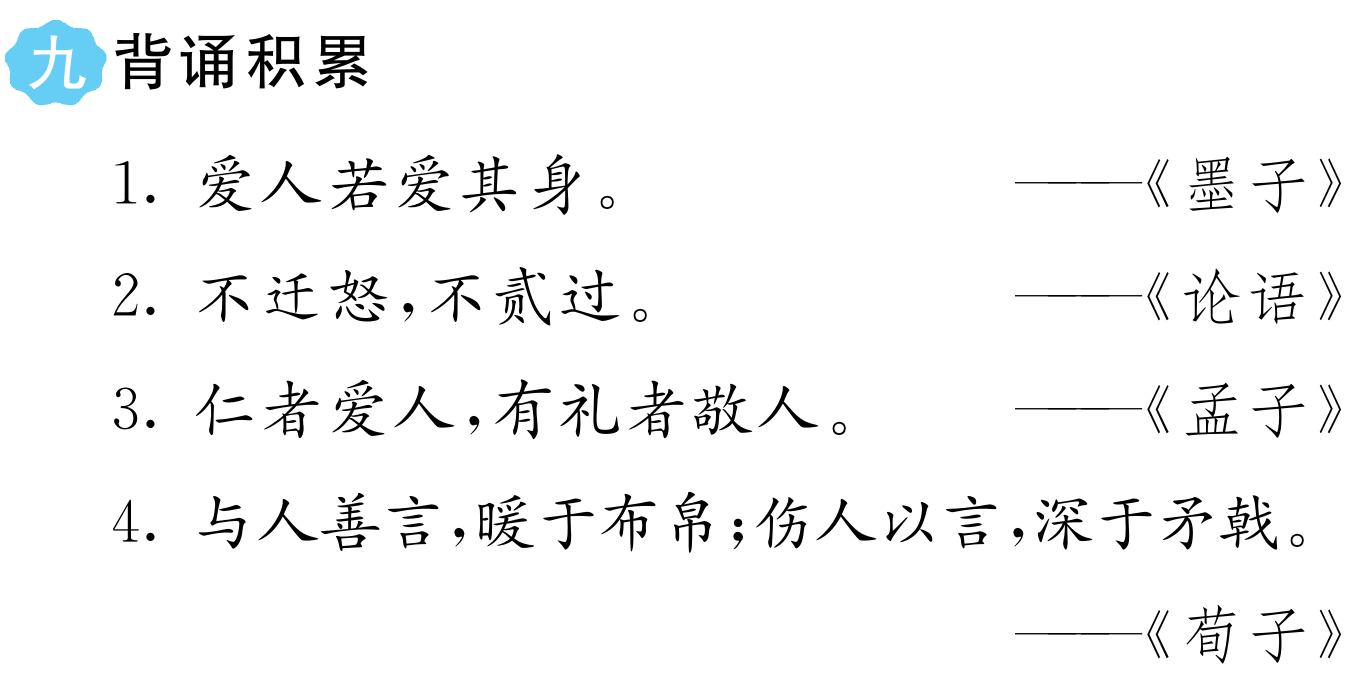 九 背诵积累
1. 爱人若爱其身。 ——《墨子》
2. 不迁怒,不贰过。 ——《论语》
3. 仁者爱人,有礼者敬人。 ——《孟子》
4. 与人善言,暖于布帛;伤人以言,深于矛戟。
——《荀子》